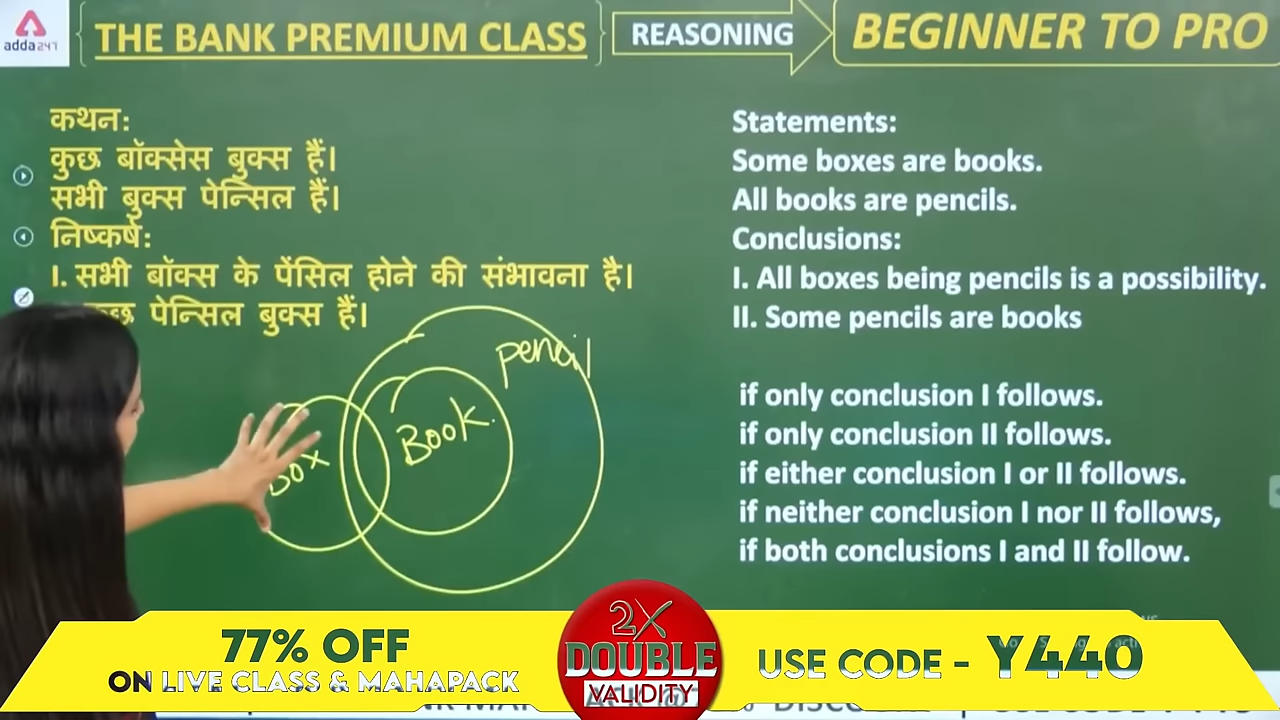 adda247
THE BANK PREMIUM CLASS
REASONING
BEGINNER TO PRO
कथन:
कुछ बॉक्सेस बुक्स हैं।
सभी बुक्स पेन्सिल हैं।
निष्कर्ष:
I. सभी बॉक्स के पेंसिल होने की संभावना है।
पेन्सिल बुक्स हैं।
Statements:
Some boxes are books.
All books are pencils.
Conclusions:
I. All boxes being pencils is a possibility.
II. Some pencils are books
if only conclusion I follows.
if only conclusion II follows.
if either conclusion I or II follows.
if neither conclusion I nor II follows,
if both conclusions I and II follow.
pencil
Book
Box
77% OFF
ON LIVE CLASS & MAHAPACK
2X
DOUBLE
VALIDITY
USE CODE - Y440